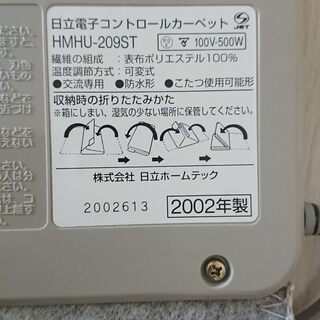 日立電子コントロールカーペット
HMHU-209ST
JET
100V-500W
繊維の組成 : 表布ポリエステル100%
温度調節方式 : 可変式
●交流専用 ●防水形 ●こたつ使用可能形
収納時の折りたたみかた
※箱にしまい、湿気の少ない場所に保管してください。
株式会社 日立ホームテック
2002613
2002年製